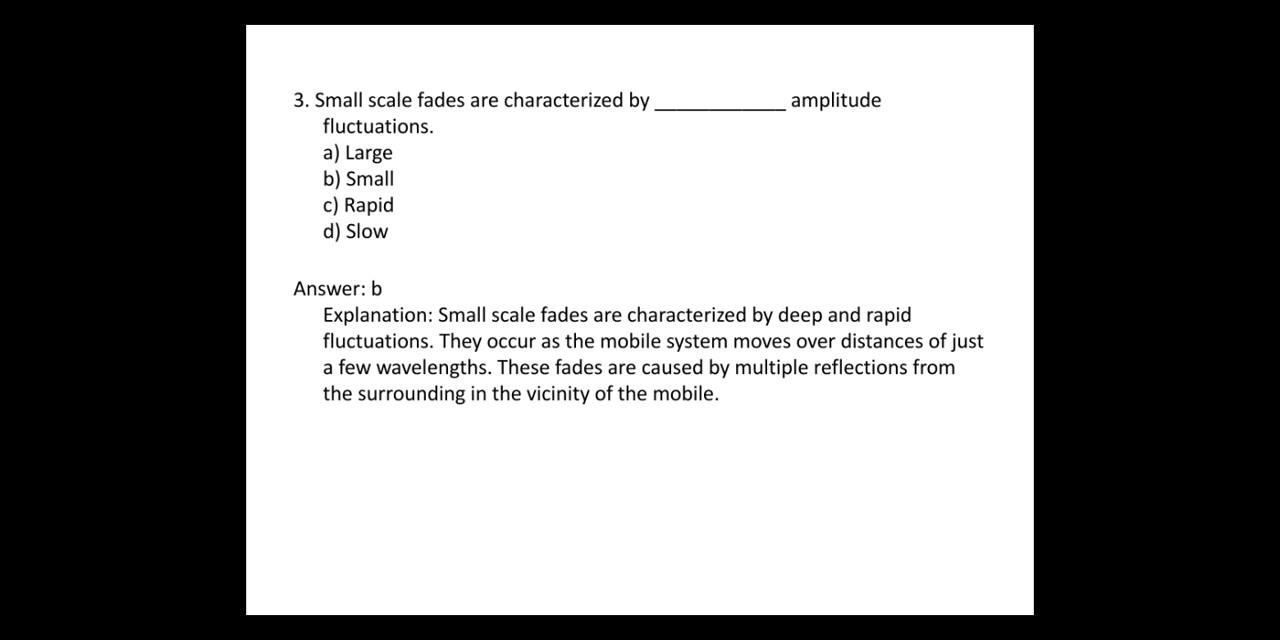 3. Small scale fades are characterized by ____________ amplitude
fluctuations.
a) Large
b) Small
c) Rapid
d) Slow
Answer: b
Explanation: Small scale fades are characterized by deep and rapid
fluctuations. They occur as the mobile system moves over distances of just
a few wavelengths. These fades are caused by multiple reflections from
the surrounding in the vicinity of the mobile.